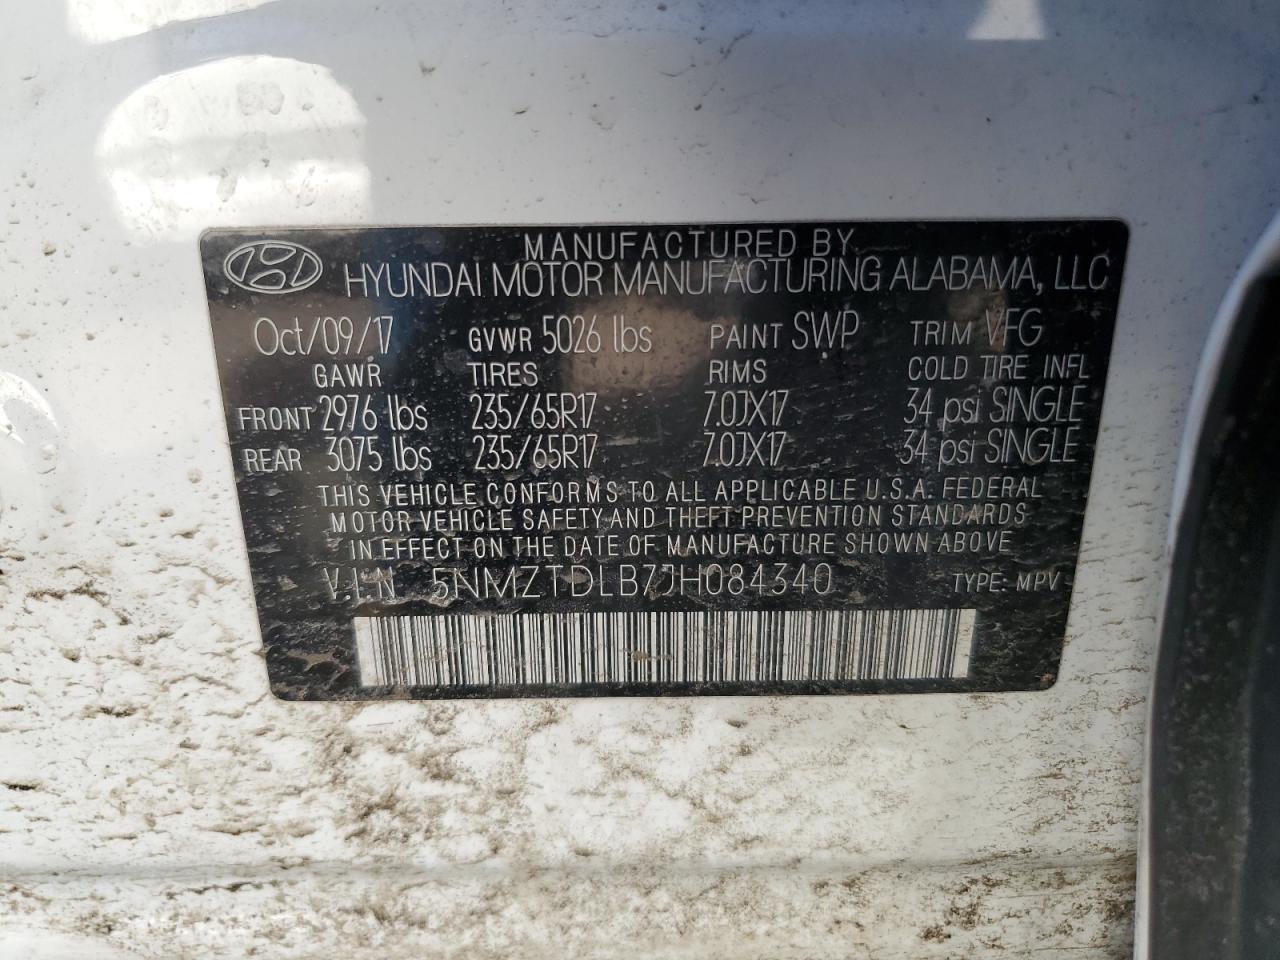 MANUFACTURED BY
HYUNDAI MOTOR MANUFACTURING ALABAMA, LLC
Oct/09/17 GVWR 5026 lbs PAINT SWP TRIM VFG
GAWR TIRES RIMS COLD TIRE INFL
FRONT 2976 lbs 235/65R17 7.0JX17 34 psi SINGLE
REAR 3075 lbs 235/65R17 7.0JX17 34 psi SINGLE
THIS VEHICLE CONFORMS TO ALL APPLICABLE U.S.A. FEDERAL
MOTOR VEHICLE SAFETY AND THEFT PREVENTION STANDARDS
IN EFFECT ON THE DATE OF MANUFACTURE SHOWN ABOVE
V.I.N 5NMZTDLB7JH084340 TYPE: MPV